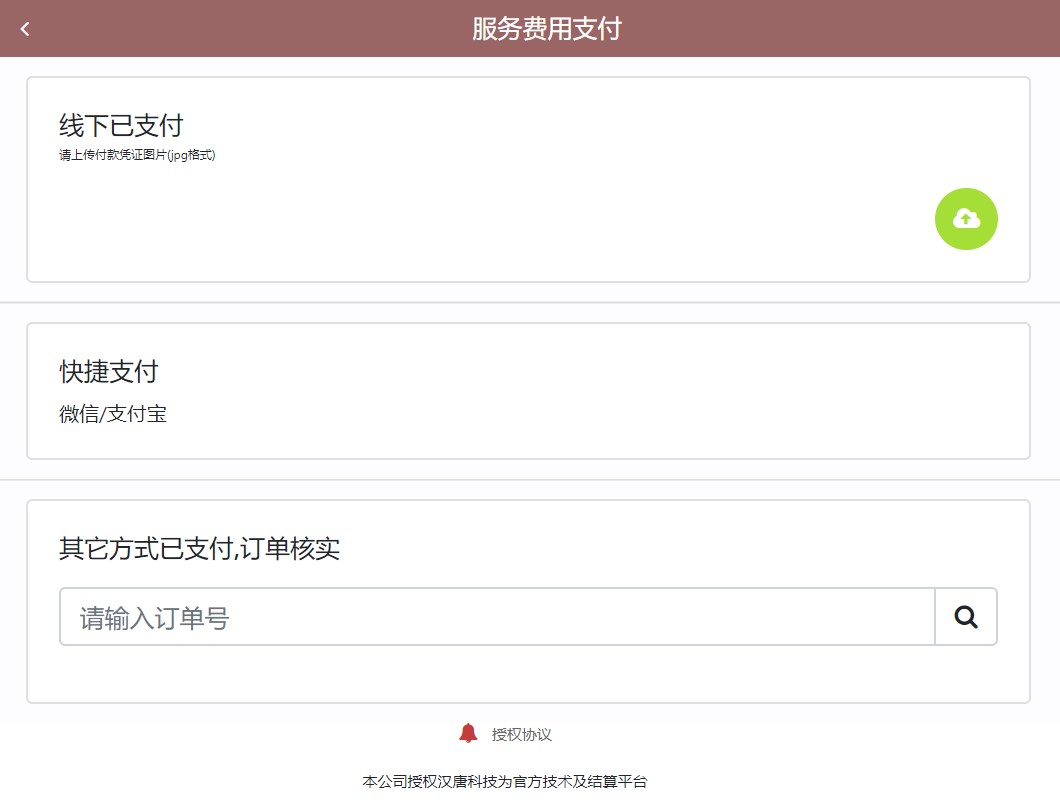 服务费用支付
线下已支付
请上传付款凭证图片(jpg格式)
快捷支付
微信/支付宝
其它方式已支付,订单核实
请输入订单号
授权协议
本公司授权汉唐科技为官方技术及结算平台